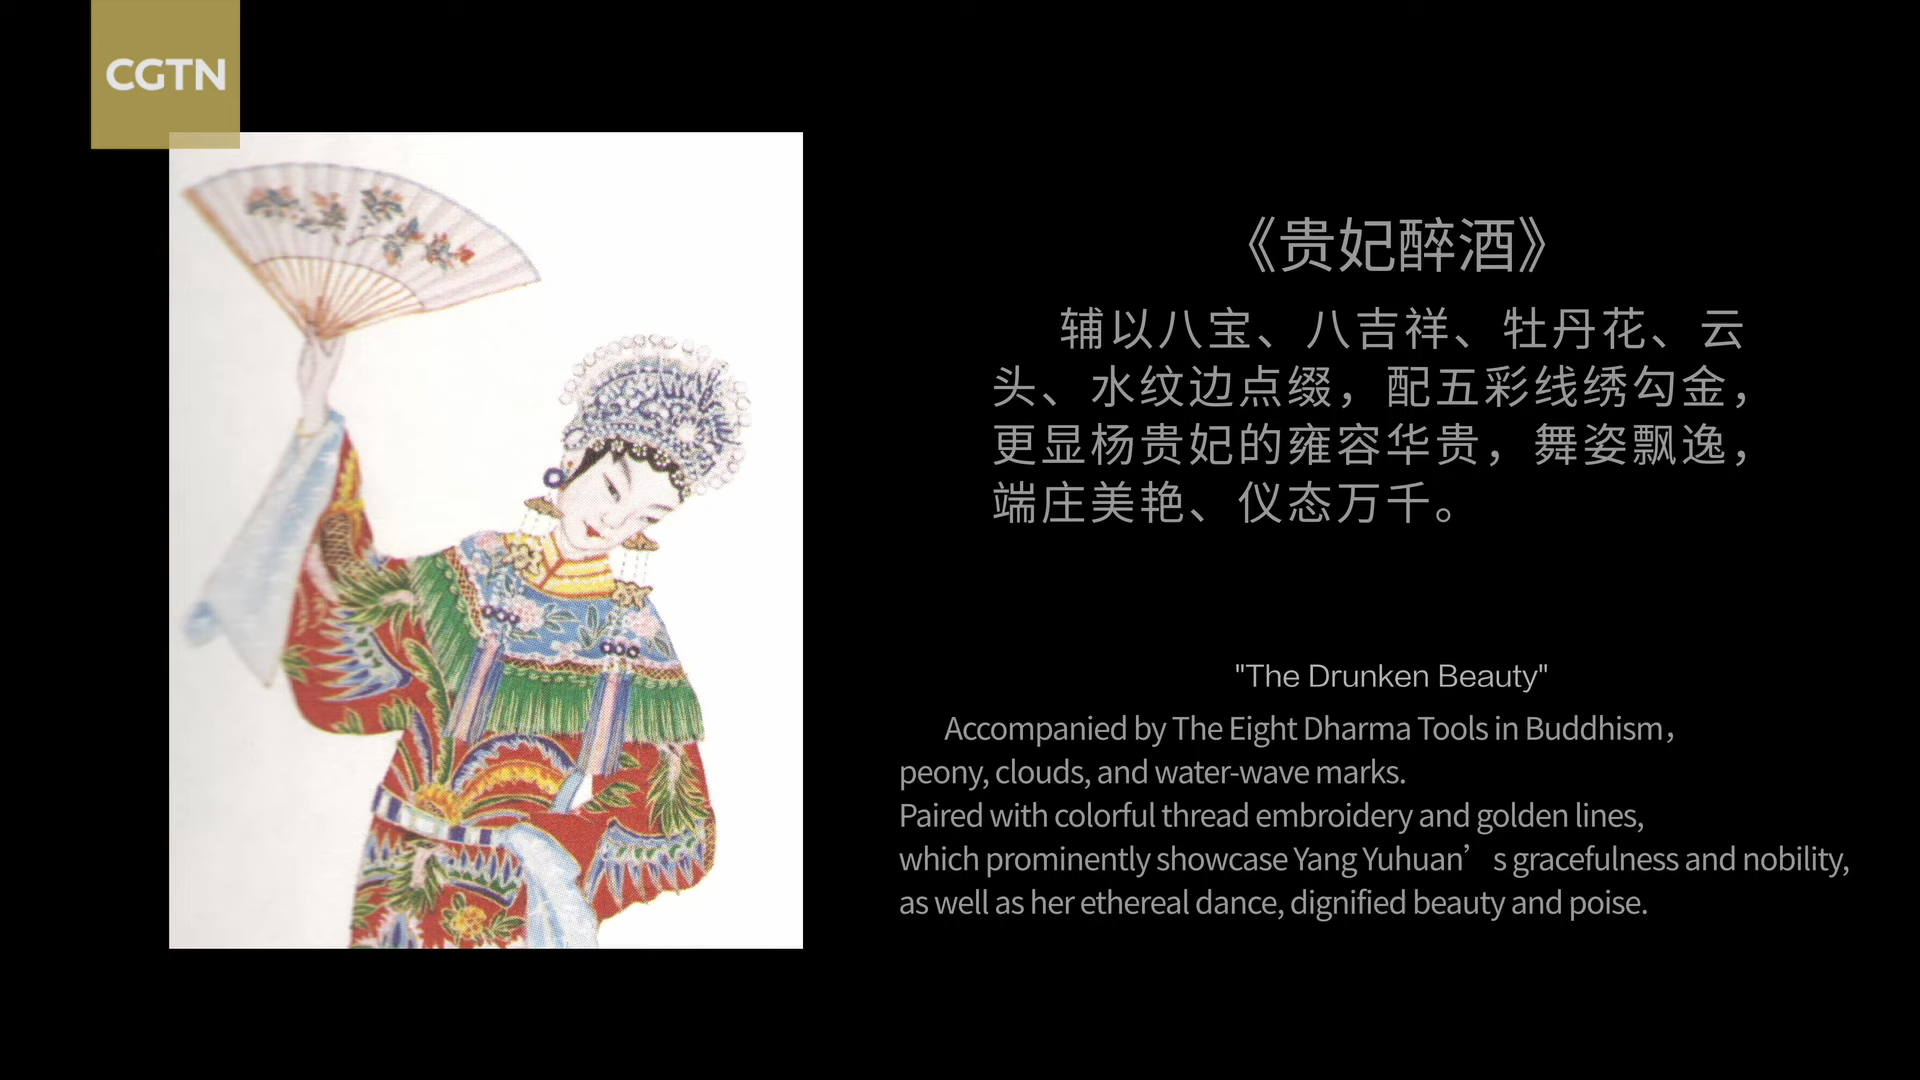 CGTN
《贵妃醉酒》
辅以八宝、八吉祥、牡丹花、云
头、水纹边点缀，配五彩线绣勾金，
更显杨贵妃的雍容华贵，舞姿飘逸，
端庄美艳、仪态万千。
"The Drunken Beauty"
Accompanied by The Eight Dharma Tools in Buddhism，
peony, clouds, and water-wave marks.
Paired with colorful thread embroidery and golden lines,
which prominently showcase Yang Yuhuan’s gracefulness and nobility,
as well as her ethereal dance, dignified beauty and poise.